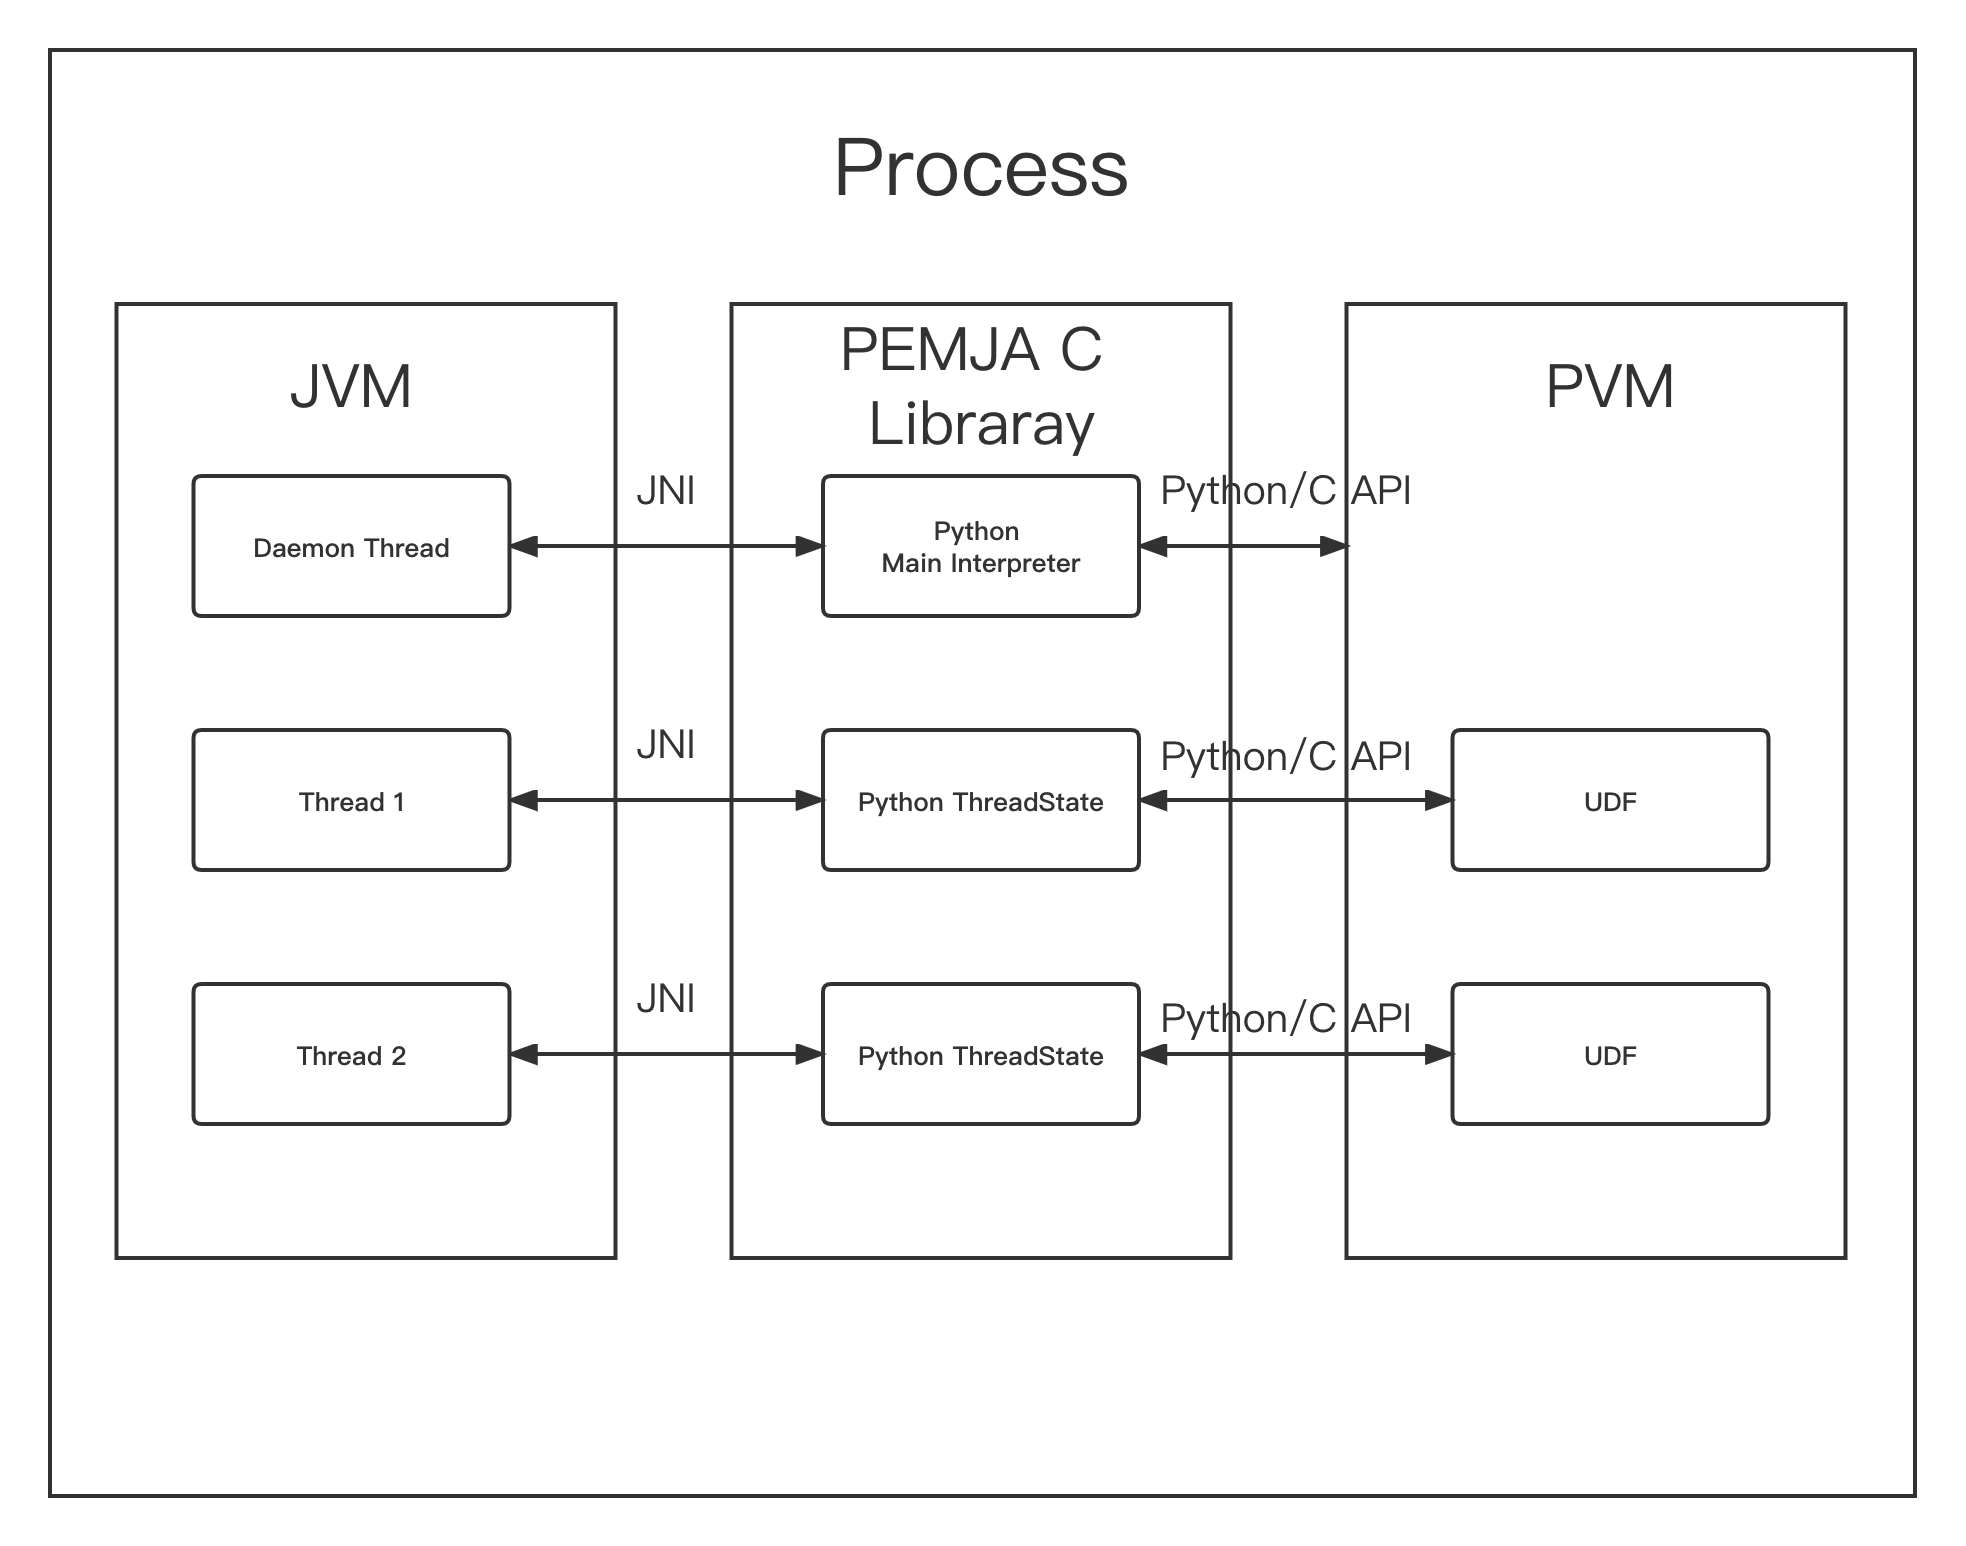 Process
JVM
PEMJA C
Libraray
PVM
JNI
Python/C API
Daemon Thread
Python
Main Interpreter
JNI
Python/C API
Thread 1
Python ThreadState
UDF
JNI
Python/C API
Thread 2
Python ThreadState
UDF